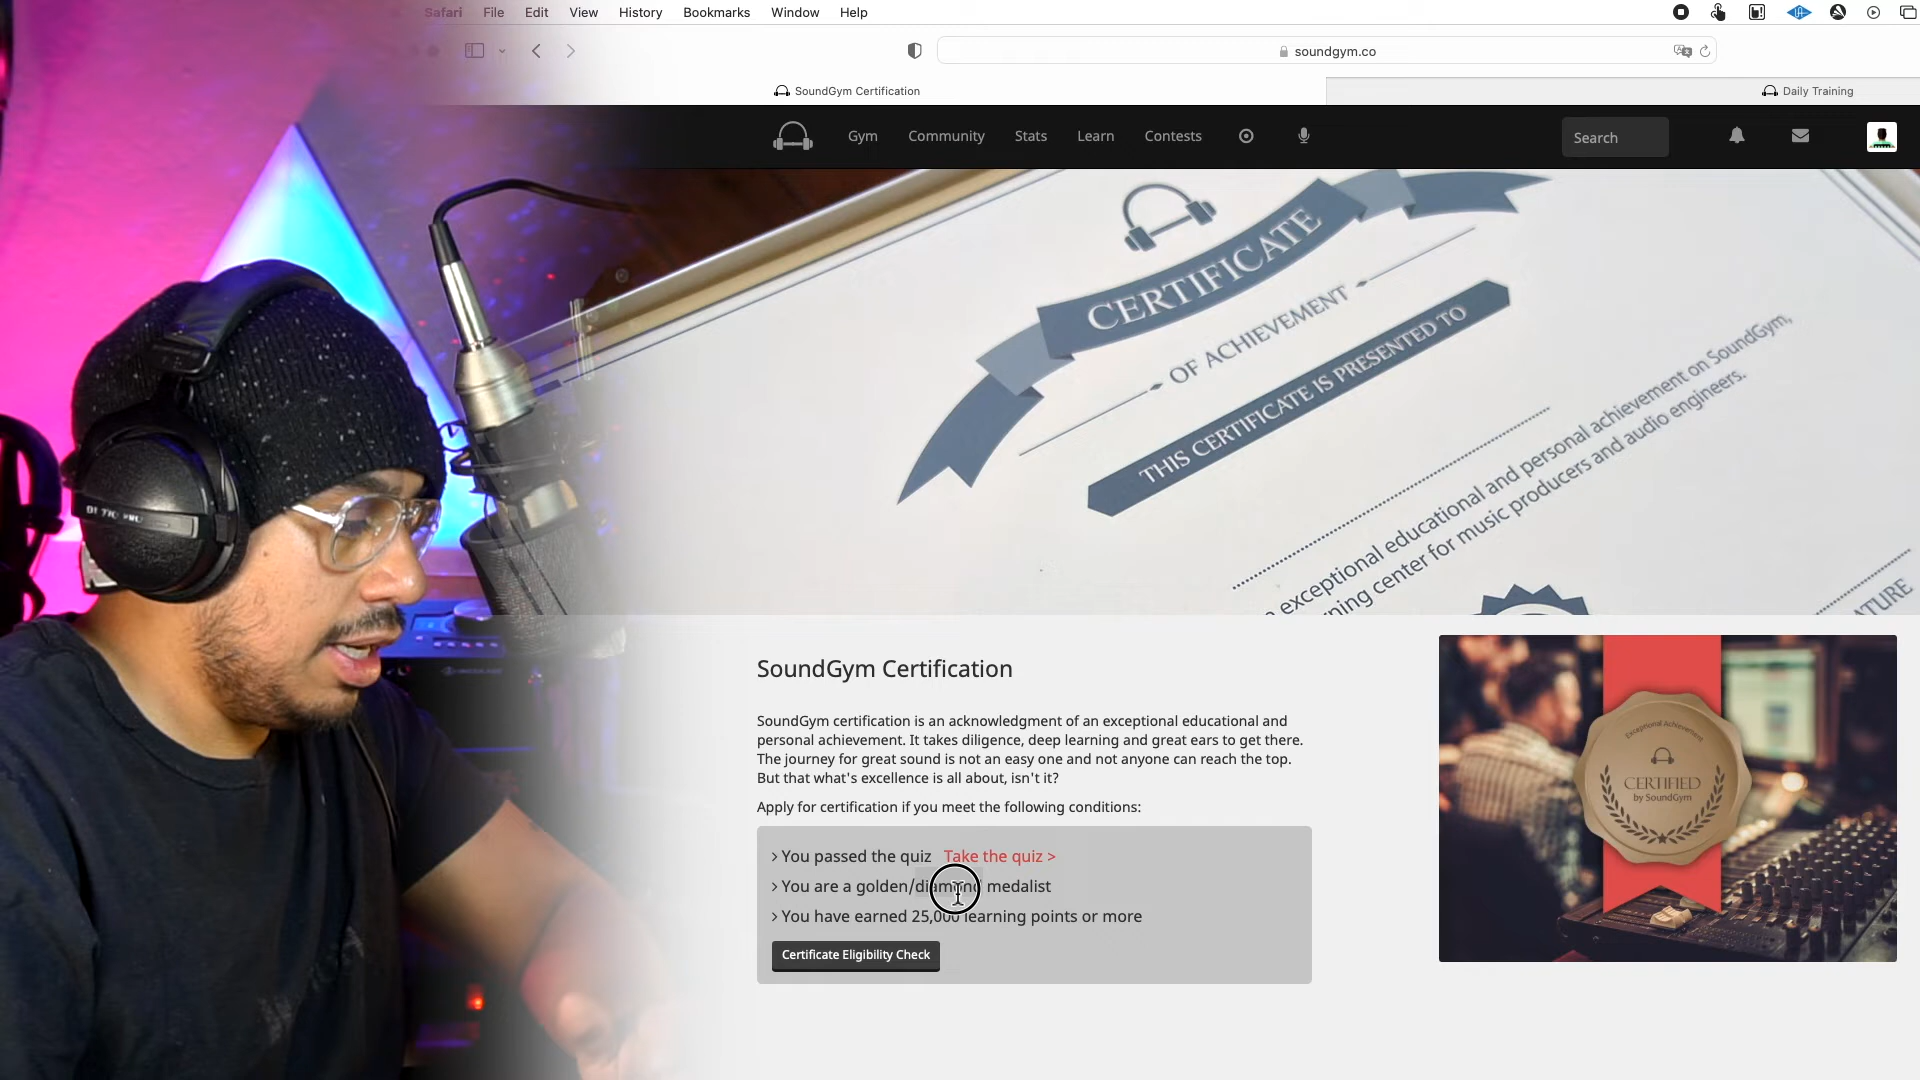 Safari File Edit View History Bookmarks Window Help
soundgym.co
SoundGym Certification
Daily Training
Gym Community Stats Learn Contests
Search
CERTIFICATE
OF ACHIEVEMENT
THIS CERTIFICATE IS PRESENTED TO
exceptional educational and personal achievement on SoundGym,
ning center for music producers and audio engineers.
ATURE
SoundGym Certification
SoundGym certification is an acknowledgment of an exceptional educational and
personal achievement. It takes diligence, deep learning and great ears to get there.
The journey for great sound is not an easy one and not anyone can reach the top.
But that what's excellence is all about, isn't it?
Apply for certification if you meet the following conditions:
> You passed the quiz Take the quiz >
> You are a golden/diamond medalist
> You have earned 25,000 learning points or more
Certificate Eligibility Check
Exceptional Achievement
CERTIFIED
by SoundGym